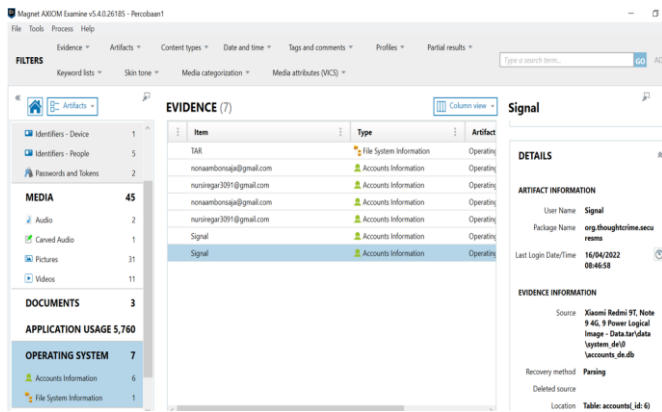 Magnet AXIOM Examine v5.4.0.26185 - Percobaan1
File Tools Process Help
FILTERS
Evidence Artifacts Content types Date and time Tags and comments Profiles Partial results
Keyword lists Skin tone Media categorization Media attributes (VICS)
Type a search term...
GO
AD
Artifacts
Identifiers - Device 1
Identifiers - People 5
Passwords and Tokens 2
MEDIA 45
Audio 2
Carved Audio 1
Pictures 31
Videos 11
DOCUMENTS 3
APPLICATION USAGE 5,760
OPERATING SYSTEM 7
Accounts Information 6
File System Information 1
EVIDENCE (7)
Column view
Item Type Artifact
TAR File System Information Operating
nonaambonsaja@gmail.com Accounts Information Operating
nursiregar3091@gmail.com Accounts Information Operating
nonaambonsaja@gmail.com Accounts Information Operating
nursiregar3091@gmail.com Accounts Information Operating
Signal Accounts Information Operating
Signal Accounts Information Operating
Signal
DETAILS
ARTIFACT INFORMATION
User Name Signal
Package Name org.thoughtcrime.secu
resms
Last Login Date/Time 16/04/2022
08:46:58
EVIDENCE INFORMATION
Source Xiaomi Redmi 9T, Note
9 4G, 9 Power Logical
Image - Data.tar\data
\system_de\0
\accounts_de.db
Recovery method Parsing
Deleted source
Location Table: accounts(_id: 6)